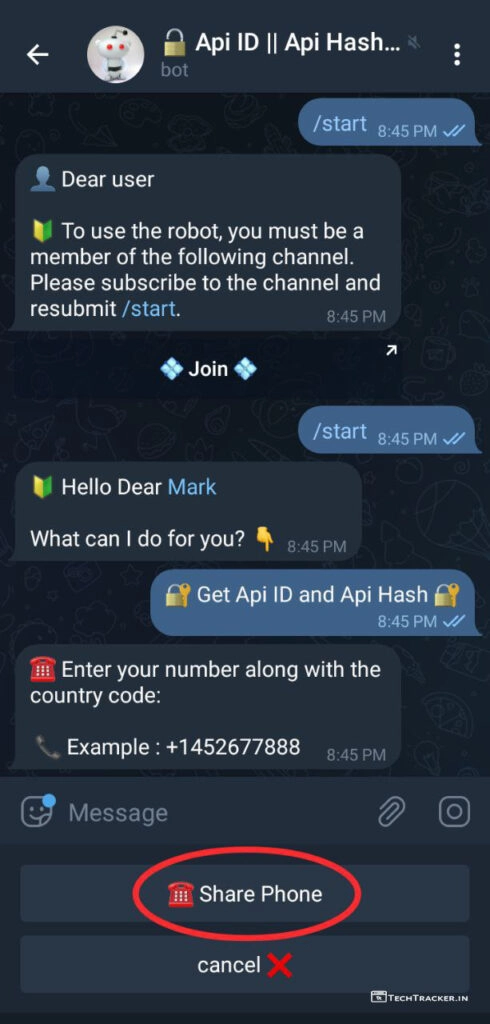 🔒 Api ID || Api Hash...
bot
/start 8:45 PM
👤 Dear user
🔰 To use the robot, you must be a
member of the following channel.
Please subscribe to the channel and
resubmit /start.
8:45 PM
💠 Join 💠
/start 8:45 PM
🔰 Hello Dear Mark
What can I do for you? 👇 8:45 PM
🔐 Get Api ID and Api Hash 🔐
8:45 PM
☎️ Enter your number along with the
country code:
📞 Example : +1452677888 8:45 PM
Message
☎️ Share Phone
cancel ❌
TECHTRACKER.IN